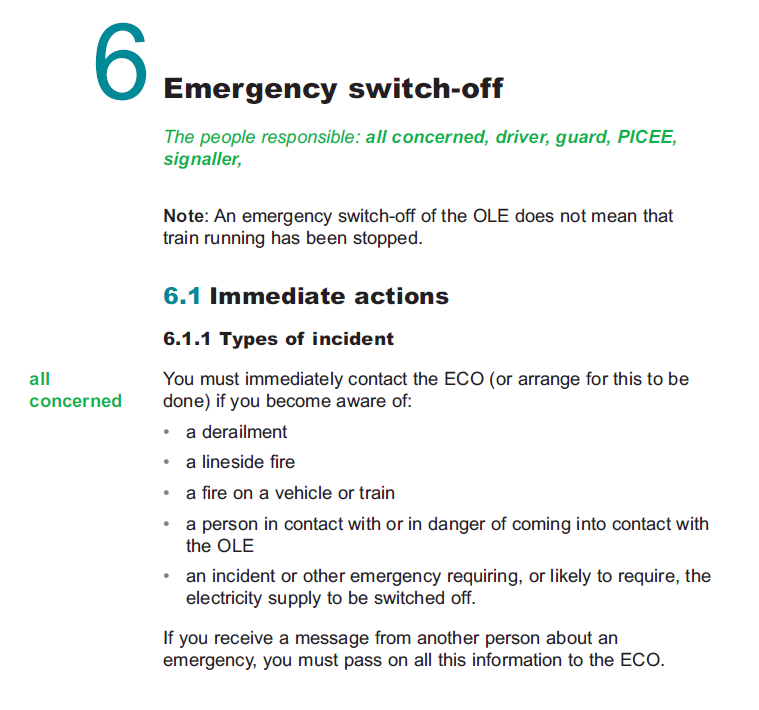 6 Emergency switch-off
The people responsible: all concerned, driver, guard, PICEE,
signaller,
Note: An emergency switch-off of the OLE does not mean that
train running has been stopped.
6.1 Immediate actions
6.1.1 Types of incident
all
concerned
You must immediately contact the ECO (or arrange for this to be
done) if you become aware of:
• a derailment
• a lineside fire
• a fire on a vehicle or train
• a person in contact with or in danger of coming into contact with
the OLE
• an incident or other emergency requiring, or likely to require, the
electricity supply to be switched off.
If you receive a message from another person about an
emergency, you must pass on all this information to the ECO.